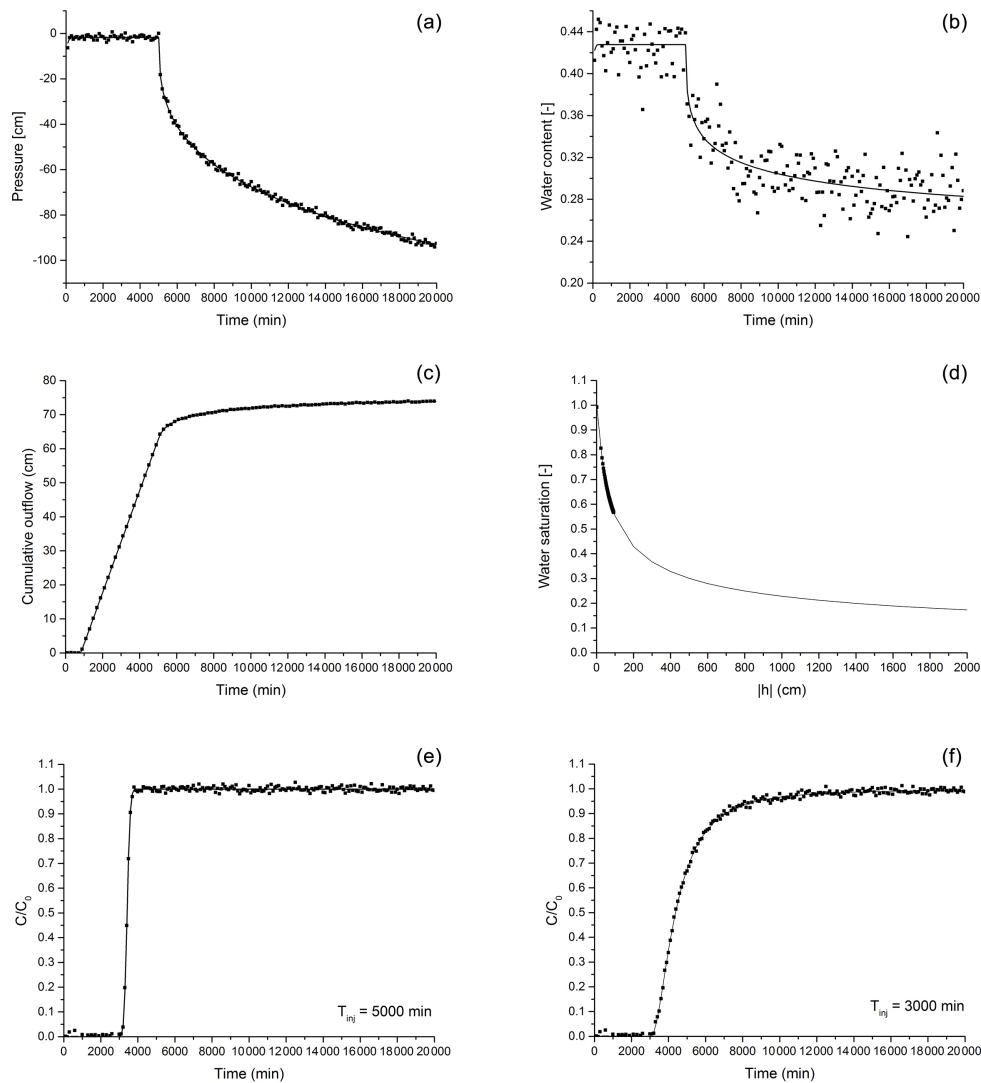 (a)
0
-20
-40
-60
-80
-100
Pressure [cm]
0 2000 4000 6000 8000 10000 12000 14000 16000 18000 20000
Time (min)
(b)
0.44
0.40
0.36
0.32
0.28
0.24
0.20
Water content [-]
0 2000 4000 6000 8000 10000 12000 14000 16000 18000 20000
Time (min)
(c)
80
70
60
50
40
30
20
10
0
Cumulative outflow (cm)
0 2000 4000 6000 8000 10000 12000 14000 16000 18000 20000
Time (min)
(d)
1.1
1.0
0.9
0.8
0.7
0.6
0.5
0.4
0.3
0.2
0.1
0.0
Water saturation [-]
0 200 400 600 800 1000 1200 1400 1600 1800 2000
|h| (cm)
(e)
1.1
1.0
0.9
0.8
0.7
0.6
0.5
0.4
0.3
0.2
0.1
0.0
C/C0
Tinj = 5000 min
0 2000 4000 6000 8000 10000 12000 14000 16000 18000 20000
Time (min)
(f)
1.1
1.0
0.9
0.8
0.7
0.6
0.5
0.4
0.3
0.2
0.1
0.0
C/C0
Tinj = 3000 min
0 2000 4000 6000 8000 10000 12000 14000 16000 18000 20000
Time (min)